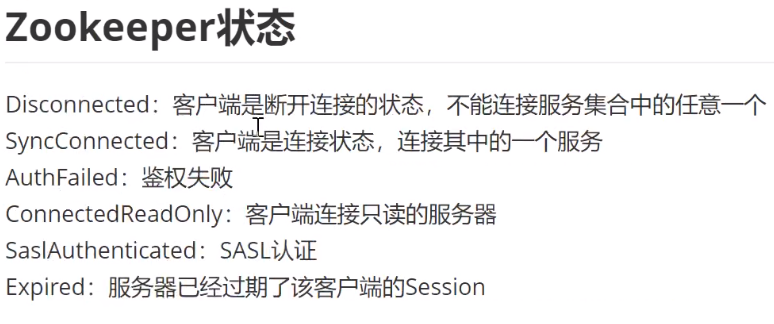 Zookeeper状态
Disconnected：客户端是断开连接的状态，不能连接服务集合中的任意一个
SyncConnected：客户端是连接状态，连接其中的一个服务
AuthFailed：鉴权失败
ConnectedReadOnly：客户端连接只读的服务器
SaslAuthenticated：SASL认证
Expired：服务器已经过期了该客户端的Session